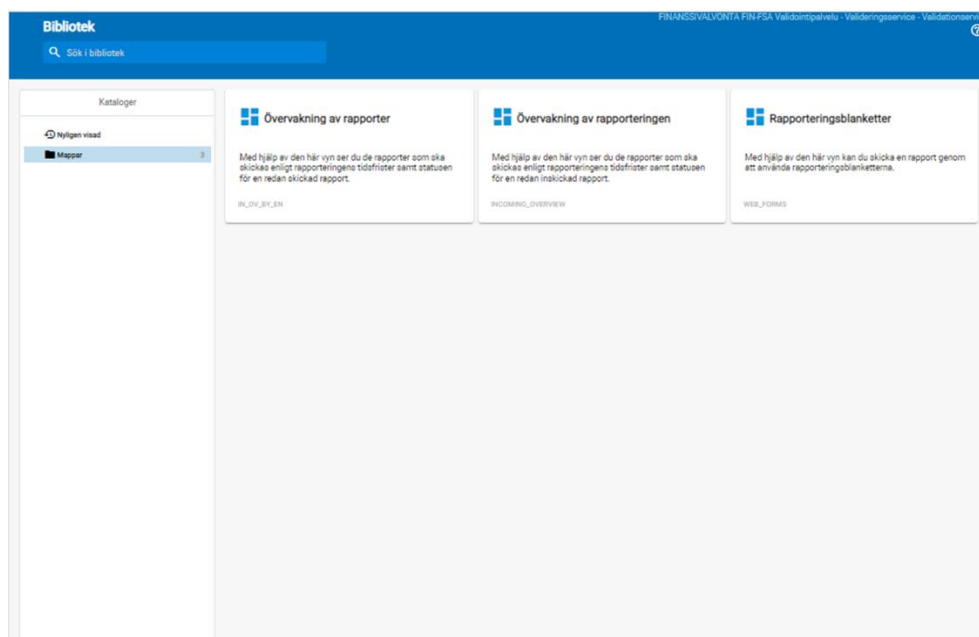 Bibliotek
FINANSSIVALVONTA FIN-FSA Validointipalvelu - Valideringsservice - Validationservi
Sök i bibliotek
Kataloger
Nyligen visad
Mappar 3
Övervakning av rapporter
Med hjälp av den här vyn ser du de rapporter som ska
skickas enligt rapporteringens tidsfrister samt statusen
för en redan skickad rapport.
IN_OV_BY_EN
Övervakning av rapporteringen
Med hjälp av den här vyn ser du de rapporter som ska
skickas enligt rapporteringens tidsfrister samt statusen
för en redan inskickad rapport.
INCOMING_OVERVIEW
Rapporteringsblanketter
Med hjälp av den här vyn kan du skicka en rapport genom
att använda rapporteringsblanketterna.
WEB_FORMS